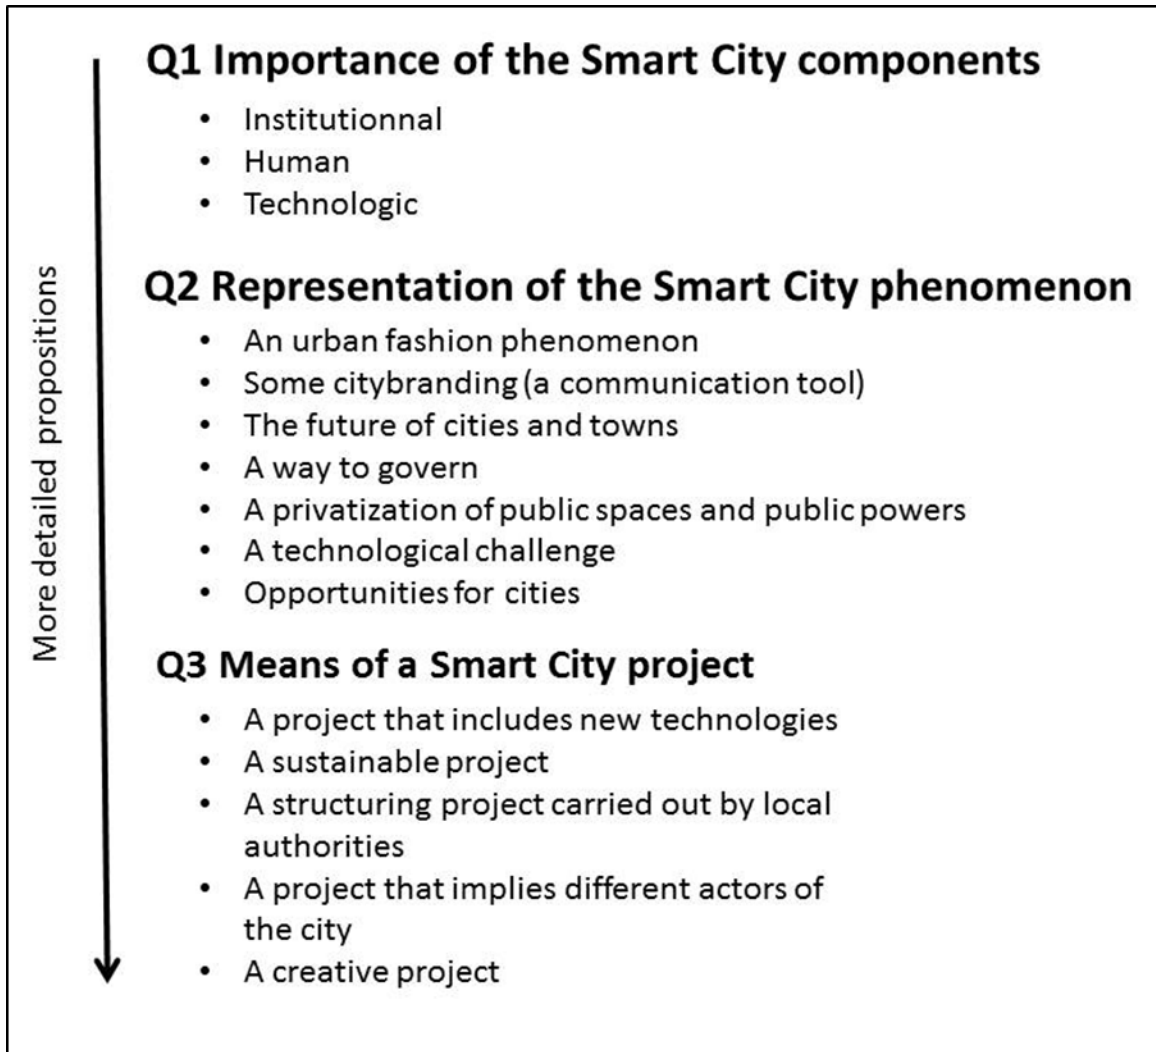 Q1 Importance of the Smart City components
• Institutionnal
• Human
• Technologic
More detailed propositions
Q2 Representation of the Smart City phenomenon
• An urban fashion phenomenon
• Some citybranding (a communication tool)
• The future of cities and towns
• A way to govern
• A privatization of public spaces and public powers
• A technological challenge
• Opportunities for cities
Q3 Means of a Smart City project
• A project that includes new technologies
• A sustainable project
• A structuring project carried out by local
authorities
• A project that implies different actors of
the city
• A creative project